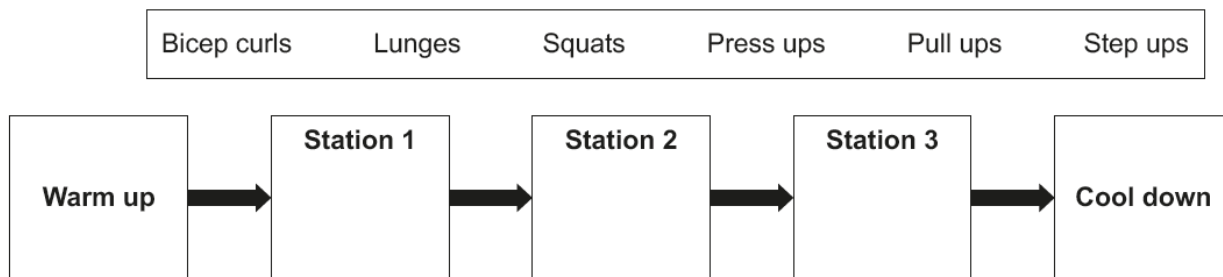 Bicep curls Lunges Squats Press ups Pull ups Step ups
Station 1 Station 2 Station 3
Warm up Cool down